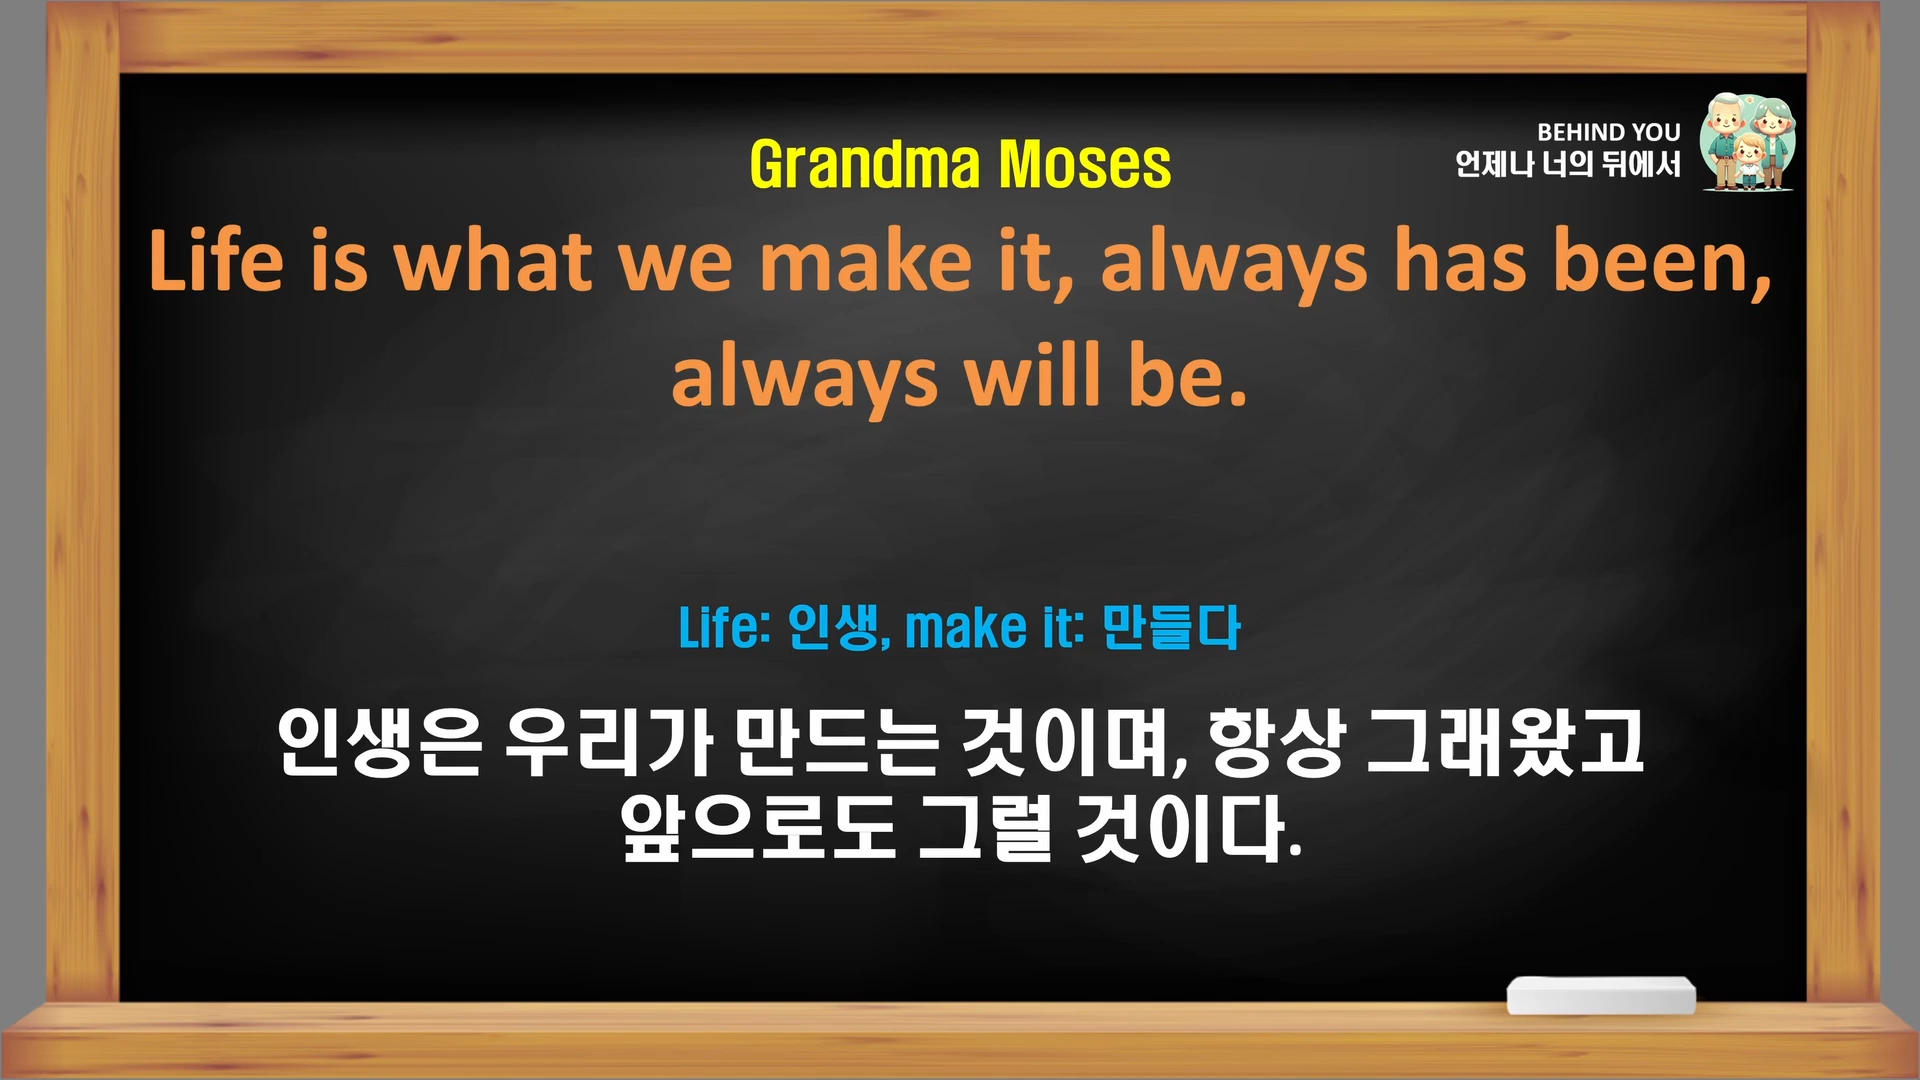 BEHIND YOU
언제나 너의 뒤에서
Grandma Moses
Life is what we make it, always has been,
always will be.
Life: 인생, make it: 만들다
인생은 우리가 만드는 것이며, 항상 그래왔고
앞으로도 그럴 것이다.